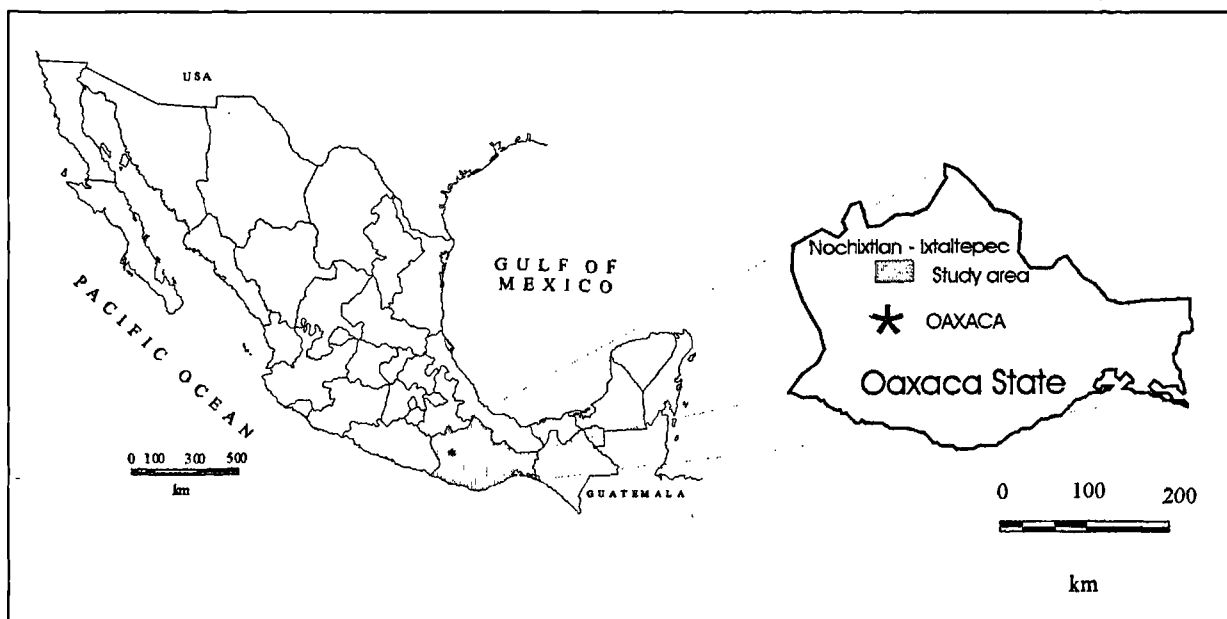 USA
GULF OF
MEXICO
PACIFIC OCEAN
0 100 300 500
km
GUATEMALA
Nochixtlan - Ixtaltepec
Study area
OAXACA
Oaxaca State
0 100 200
km